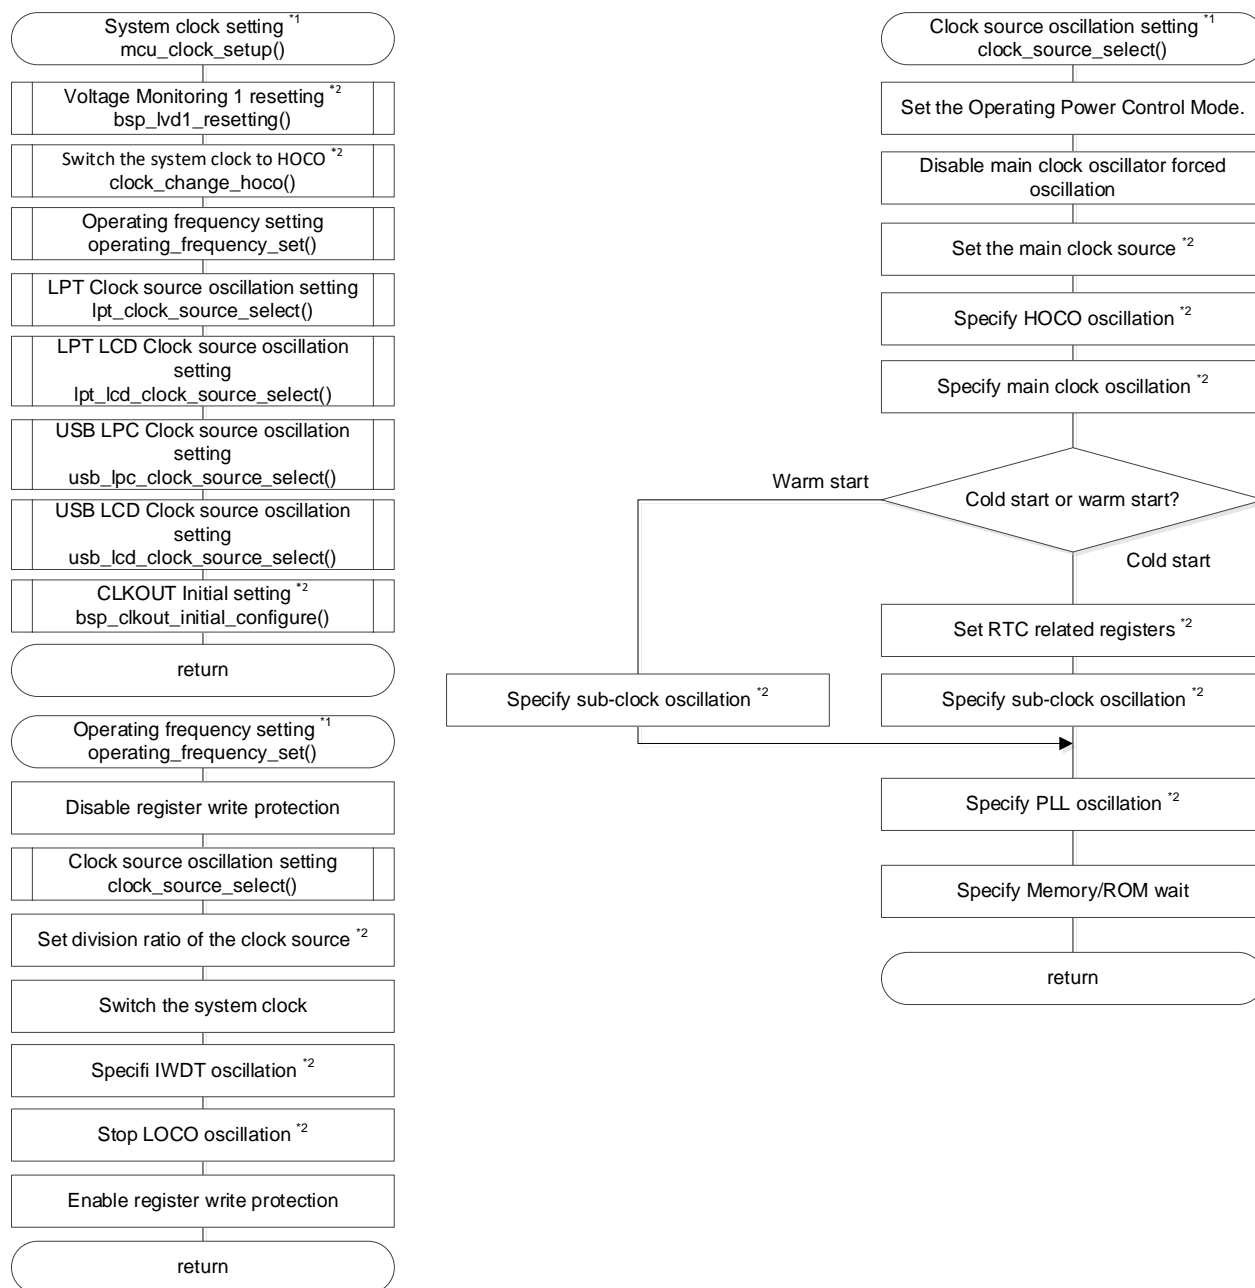 System clock setting *1
mcu_clock_setup()
Voltage Monitoring 1 resetting *2
bsp_lvd1_resetting()
Switch the system clock to HOCO *2
clock_change_hoco()
Operating frequency setting
operating_frequency_set()
LPT Clock source oscillation setting
lpt_clock_source_select()
LPT LCD Clock source oscillation
setting
lpt_lcd_clock_source_select()
USB LPC Clock source oscillation
setting
usb_lpc_clock_source_select()
USB LCD Clock source oscillation
setting
usb_lcd_clock_source_select()
CLKOUT Initial setting *2
bsp_clkout_initial_configure()
return
Operating frequency setting *1
operating_frequency_set()
Disable register write protection
Clock source oscillation setting
clock_source_select()
Set division ratio of the clock source *2
Switch the system clock
Specifi IWDT oscillation *2
Stop LOCO oscillation *2
Enable register write protection
return
Clock source oscillation setting *1
clock_source_select()
Set the Operating Power Control Mode.
Disable main clock oscillator forced
oscillation
Set the main clock source *2
Specify HOCO oscillation *2
Specify main clock oscillation *2
Warm start
Cold start or warm start?
Cold start
Set RTC related registers *2
Specify sub-clock oscillation *2
Specify sub-clock oscillation *2
Specify PLL oscillation *2
Specify Memory/ROM wait
return